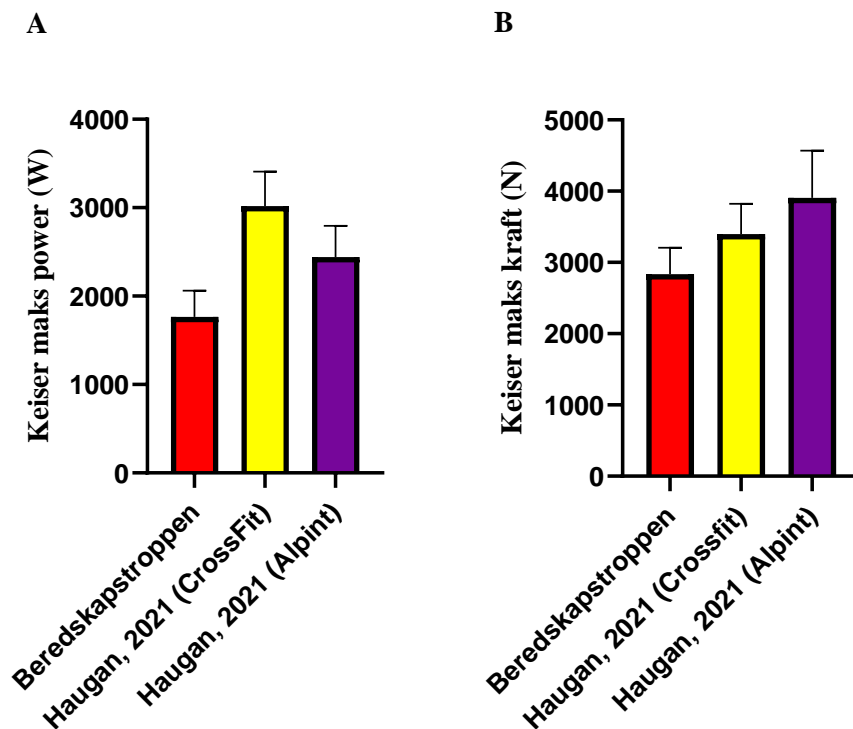 A
Keiser maks power (W)
4000
3000
2000
1000
0
Beredskapstroppen
Haugan, 2021 (CrossFit)
Haugan, 2021 (Alpint)
B
Keiser maks kraft (N)
5000
4000
3000
2000
1000
0
Beredskapstroppen
Haugan, 2021 (Crossfit)
Haugan, 2021 (Alpint)